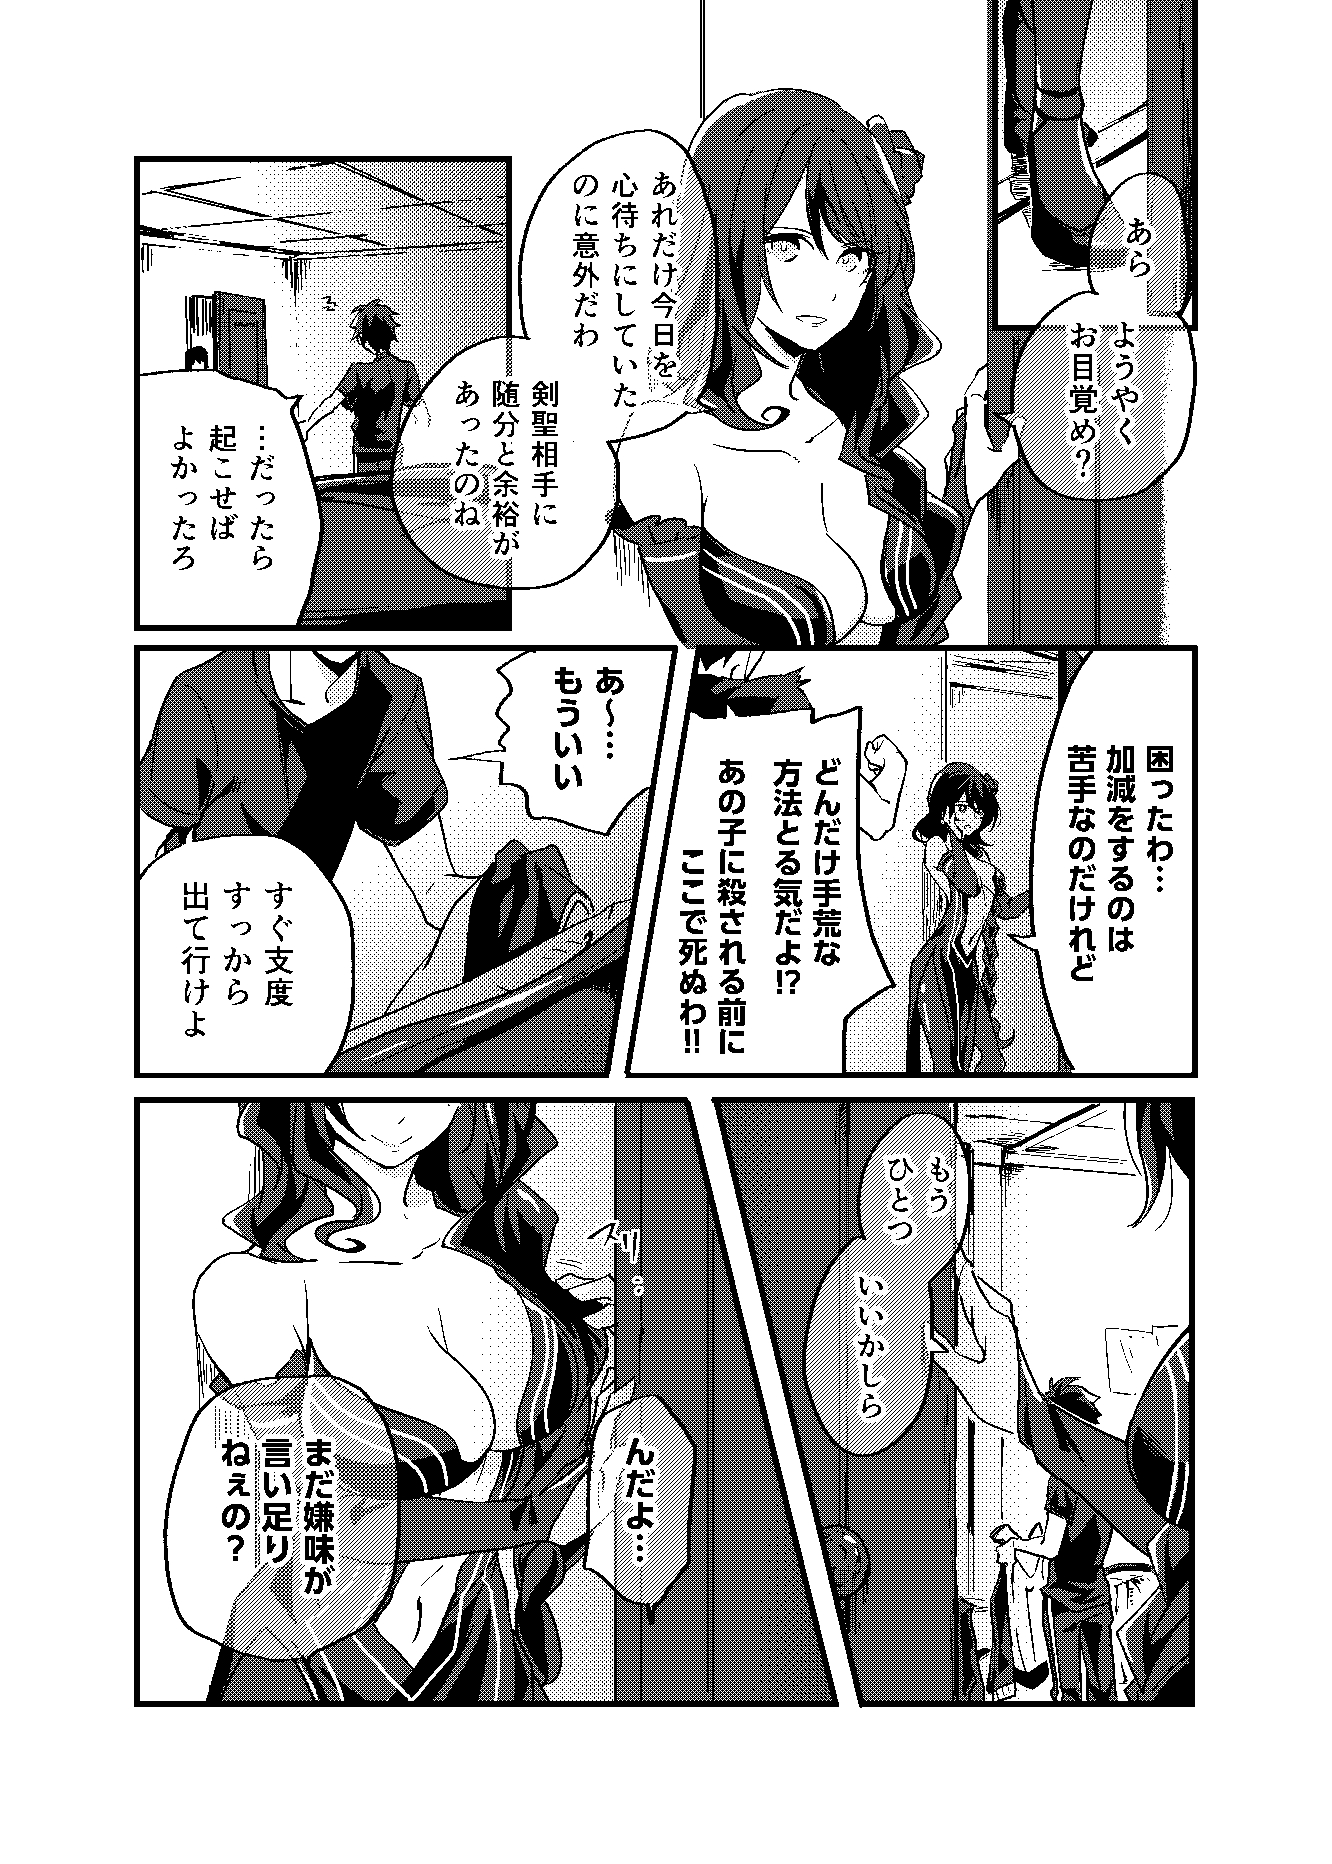 あら
ようやく
お目覚め?
あれだけ今日を
心待ちにしていた
のに意外だわ
剣聖相手に
随分と余裕が
あったのね
…だったら
起こせば
よかったろ
困ったわ…
加減をするのは
苦手なのだけれど
どんだけ手荒な
方法とる気だよ!?
あの子に殺される前に
ここで死ぬわ!!
あ〜…
もういい
すぐ支度
すっから
出て行けよ
もう
ひとつ
いいかしら
スリ…
んだよ…
まだ嫌味が
言い足り
ねぇの?